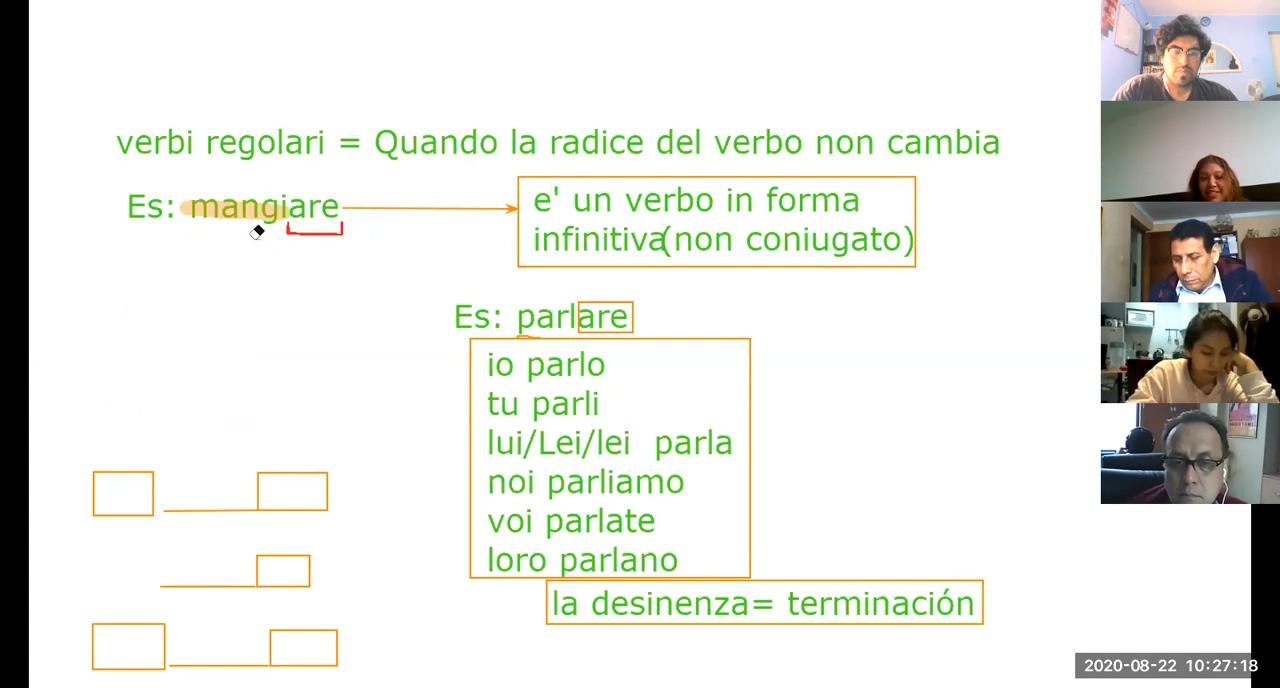 verbi regolari = Quando la radice del verbo non cambia
Es: mangiare
e' un verbo in forma
infinitiva(non coniugato)
Es: parlare
io parlo
tu parli
lui/Lei/lei parla
noi parliamo
voi parlate
loro parlano
la desinenza= terminación
2020-08-22 10:27:18